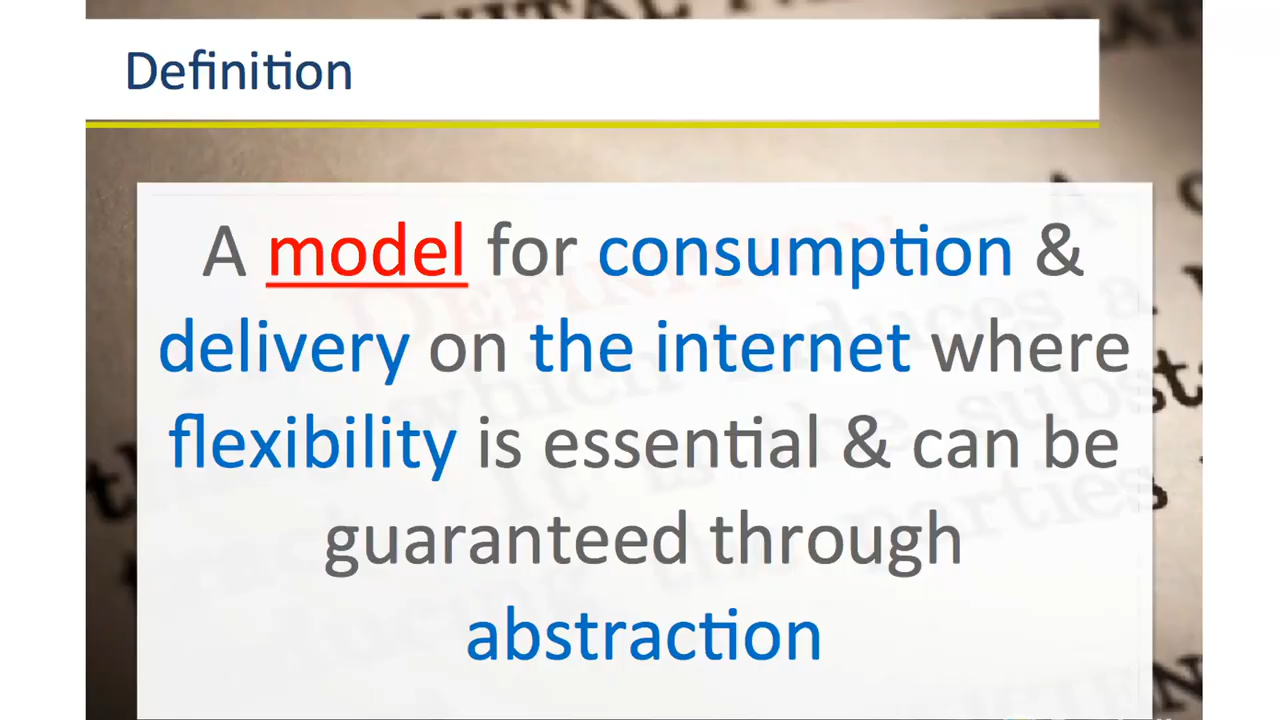 Definition
A model for consumption &
delivery on the internet where
flexibility is essential & can be
guaranteed through
abstraction